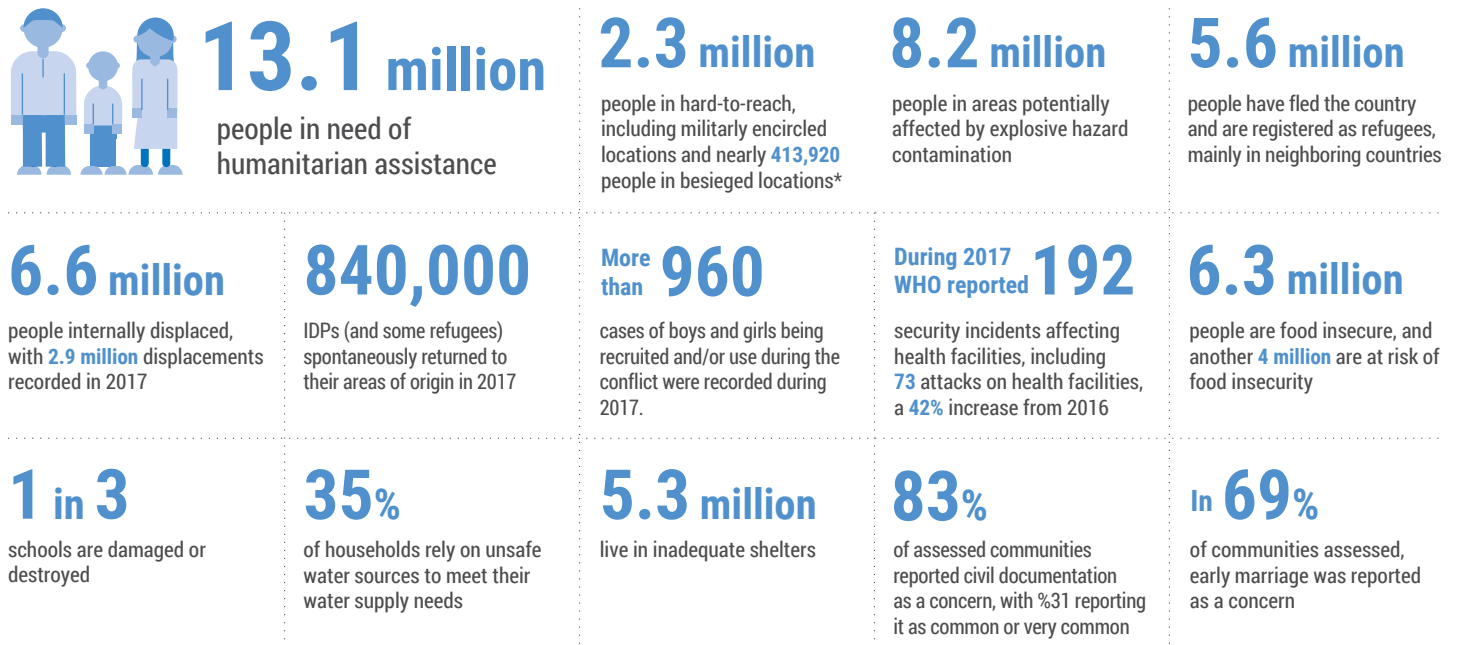 13.1 million
people in need of
humanitarian assistance
2.3 million
people in hard-to-reach,
including militarly encircled
locations and nearly 413,920
people in besieged locations*
8.2 million
people in areas potentially
affected by explosive hazard
contamination
5.6 million
people have fled the country
and are registered as refugees,
mainly in neighboring countries
6.6 million
people internally displaced,
with 2.9 million displacements
recorded in 2017
840,000
IDPs (and some refugees)
spontaneously returned to
their areas of origin in 2017
More
than 960
cases of boys and girls being
recruited and/or use during the
conflict were recorded during
2017.
During 2017
WHO reported 192
security incidents affecting
health facilities, including
73 attacks on health facilities,
a 42% increase from 2016
6.3 million
people are food insecure, and
another 4 million are at risk of
food insecurity
1 in 3
schools are damaged or
destroyed
35%
of households rely on unsafe
water sources to meet their
water supply needs
5.3 million
live in inadequate shelters
83%
of assessed communities
reported civil documentation
as a concern, with %31 reporting
it as common or very common
In 69%
of communities assessed,
early marriage was reported
as a concern